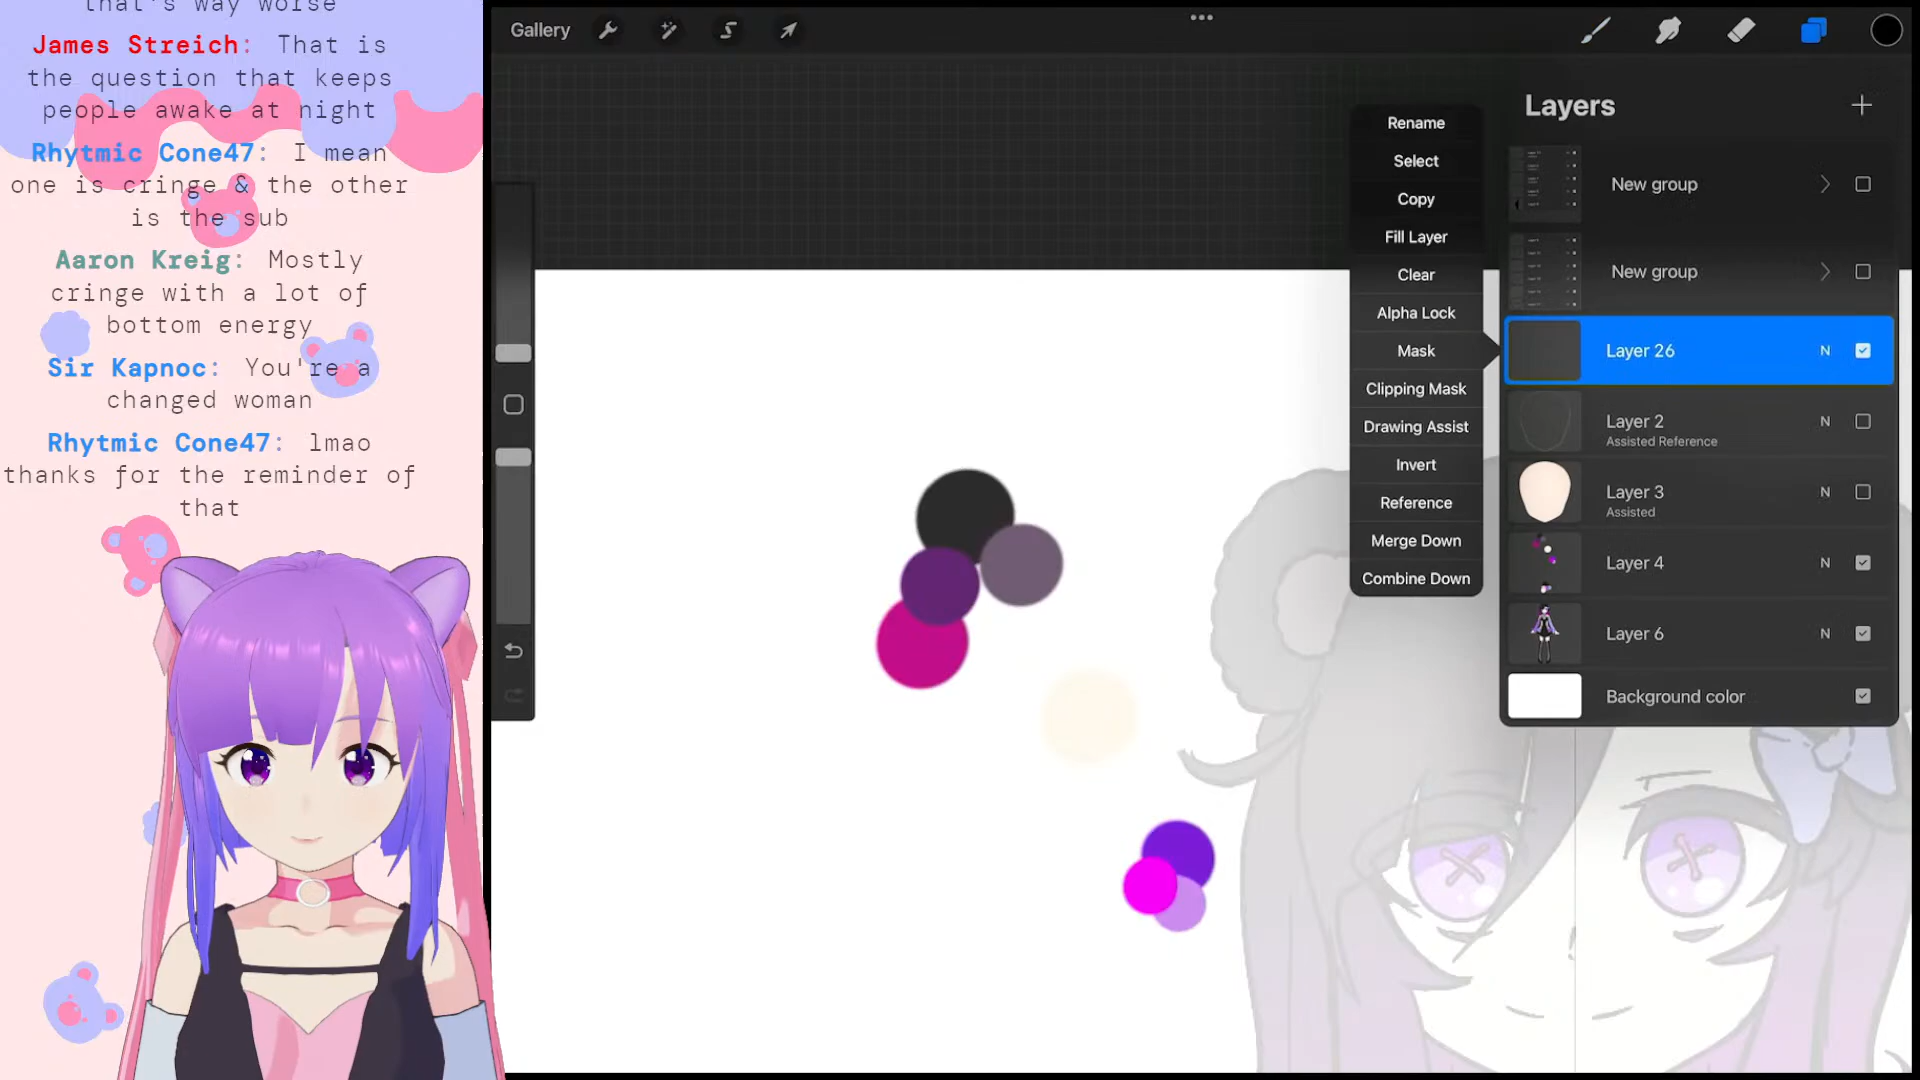 that's way worse
James Streich: That is
the question that keeps
people awake at night
Rhytmic Cone47: I mean
one is cringe & the other
is the sub
Aaron Kreig: Mostly
cringe with a lot of
bottom energy
Sir Kapnoc: You're a
changed woman
Rhytmic Cone47: lmao
thanks for the reminder of
that
Gallery
Rename
Select
Copy
Fill Layer
Clear
Alpha Lock
Mask
Clipping Mask
Drawing Assist
Invert
Reference
Merge Down
Combine Down
Layers
New group
New group
Layer 26 N
Layer 2 N
Assisted Reference
Layer 3 N
Assisted
Layer 4 N
Layer 6 N
Background color